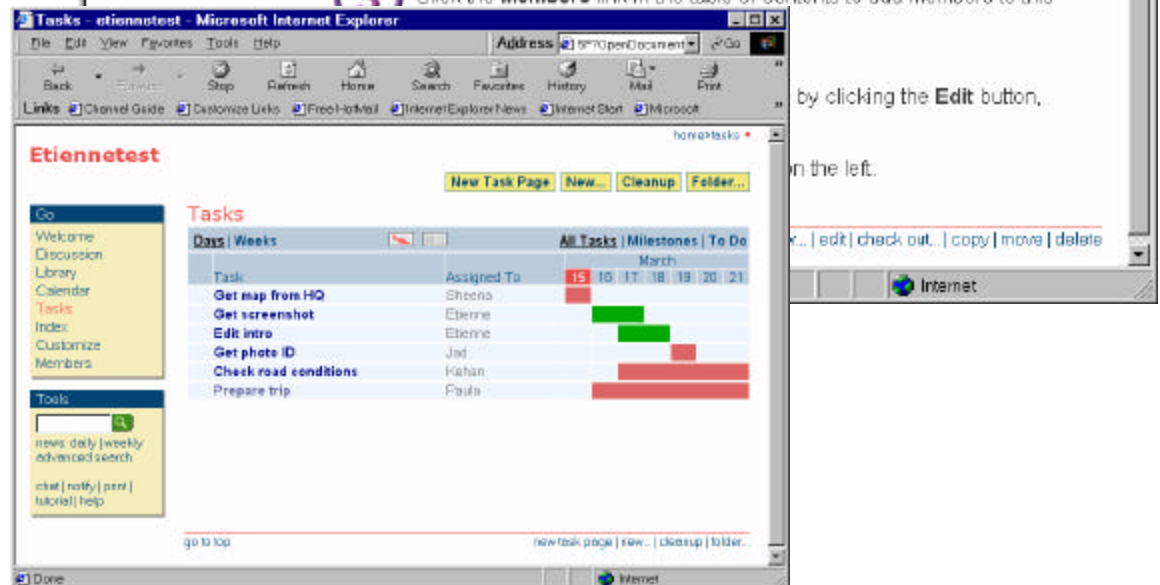 Click the Members link in the table of contents to add members to this
Tasks - etiennetest - Microsoft Internet Explorer
File Edit View Favorites Tools Help Address 5F?OpenDocument Go
Back Forward Stop Refresh Home Search Favorites History Mail Print
Links Channel Guide Customize Links Free HotMail Internet Explorer News Internet Start Microsoft
by clicking the Edit button,
home>tasks
Etiennetest
on the left.
New Task Page New... Cleanup Folder...
Go
Welcome
Discussion
Library
Calendar
Tasks
Index
Customize
Members
Tasks
Days | Weeks All Tasks | Milestones | To Do
March
Task Assigned To 15 16 17 18 19 20 21
Get map from HQ Sheena
Get screenshot Etienne
Edit intro Etienne
Get photo ID Jad
Check road conditions
Prepare trip Paula
... | edit | check out... | copy | move | delete
Internet
Tools
news: daily | weekly
advanced search
chat | notify | print |
tutorial | help
go to top new task page | new... | cleanup | folder...
Done Internet